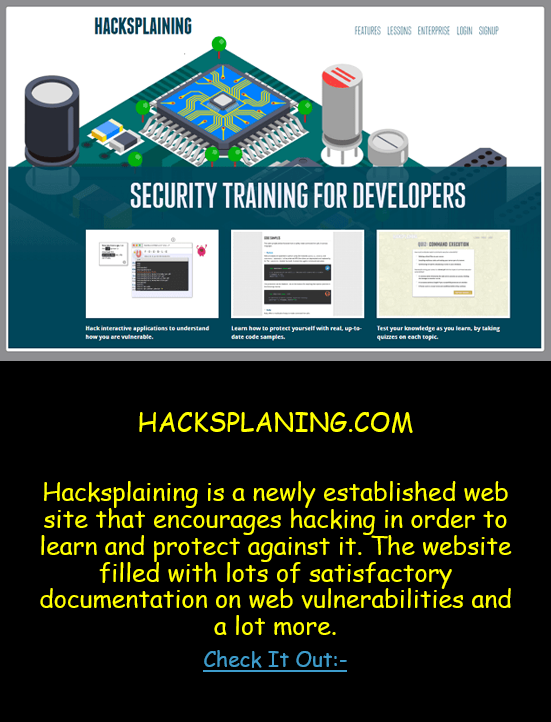 HACKSPLAINING
FEATURES LESSONS ENTERPRISE LOGIN SIGNUP
SECURITY TRAINING FOR DEVELOPERS
Hack interactive applications to understand
how you are vulnerable.
Learn how to protect yourself with real, up-to-
date code samples.
Test your knowledge as you learn, by taking
quizzes on each topic.
HACKSPLANING.COM
Hacksplaining is a newly established web
site that encourages hacking in order to
learn and protect against it. The website
filled with lots of satisfactory
documentation on web vulnerabilities and
a lot more.
Check It Out:-